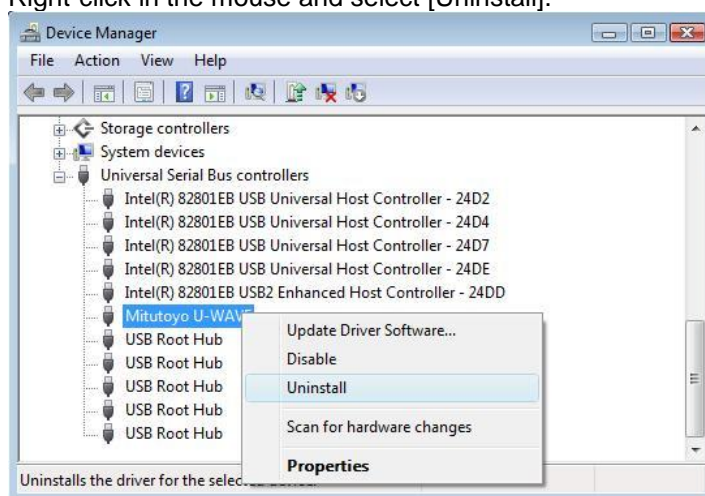 Right-click in the mouse and select [Uninstall].
Device Manager
File Action View Help
Storage controllers
System devices
Universal Serial Bus controllers
Intel(R) 82801EB USB Universal Host Controller - 24D2
Intel(R) 82801EB USB Universal Host Controller - 24D4
Intel(R) 82801EB USB Universal Host Controller - 24D7
Intel(R) 82801EB USB Universal Host Controller - 24DE
Intel(R) 82801EB USB2 Enhanced Host Controller - 24DD
Mitutoyo U-WAVE
USB Root Hub
USB Root Hub
USB Root Hub
USB Root Hub
USB Root Hub
Update Driver Software...
Disable
Uninstall
Scan for hardware changes
Properties
Uninstalls the driver for the